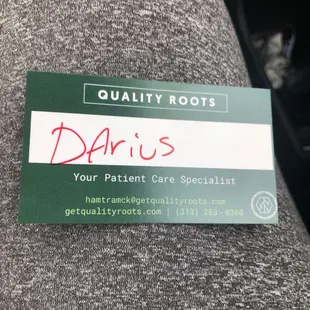 QUALITY ROOTS
DArius
Your Patient Care Specialist
hamtramck@getqualityroots.com
getqualityroots.com | (313) 263-0360